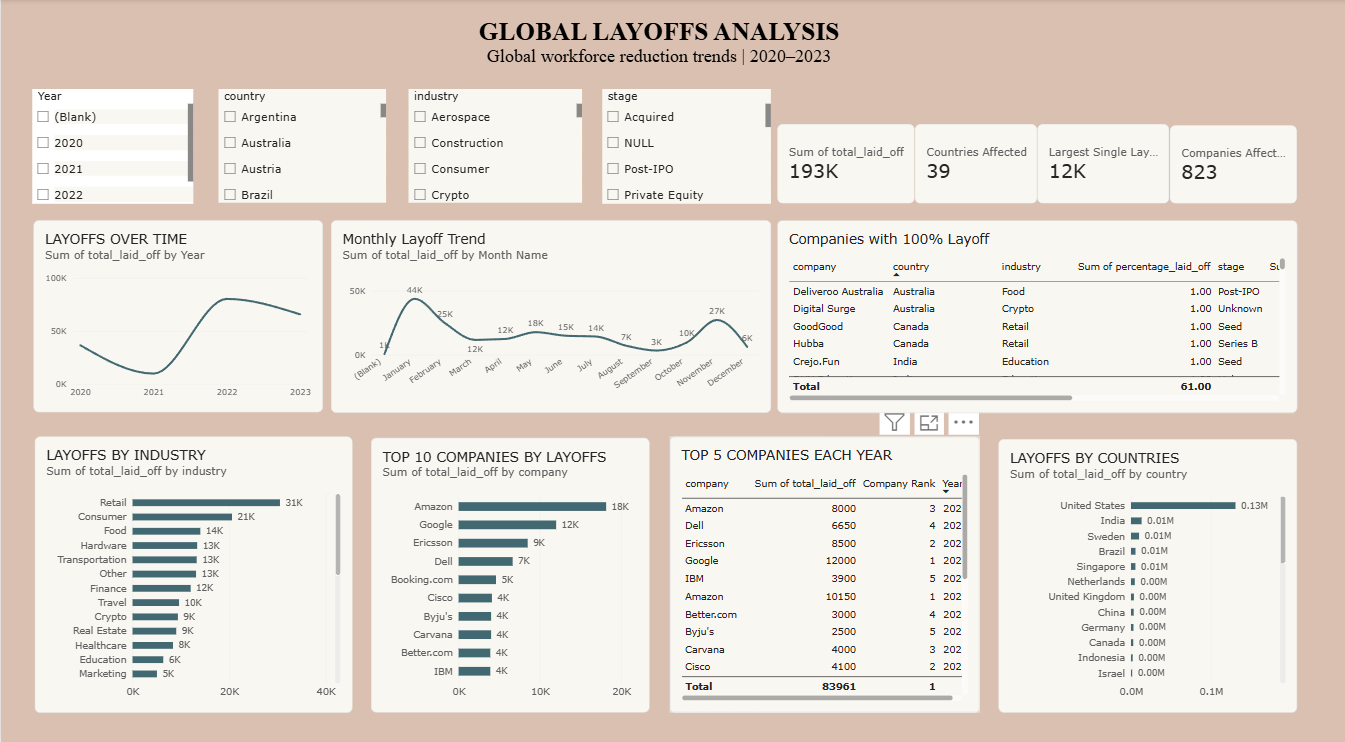 GLOBAL LAYOFFS ANALYSIS
Global workforce reduction trends | 2020–2023
Year
(Blank)
2020
2021
2022
country
Argentina
Australia
Austria
Brazil
industry
Aerospace
Construction
Consumer
Crypto
stage
Acquired
NULL
Post-IPO
Private Equity
Sum of total_laid_off
193K
Countries Affected
39
Largest Single Lay...
12K
Companies Affect...
823
LAYOFFS OVER TIME
Sum of total_laid_off by Year
100K
50K
0K
2020 2021 2022 2023
Monthly Layoff Trend
Sum of total_laid_off by Month Name
50K
0K
1K 44K 25K 12K 12K 18K 15K 14K 7K 3K 10K 27K 6K
(Blank) January February March April May June July August September October November December
Companies with 100% Layoff
company country industry Sum of percentage_laid_off stage
Deliveroo Australia Australia Food 1.00 Post-IPO
Digital Surge Australia Crypto 1.00 Unknown
GoodGood Canada Retail 1.00 Seed
Hubba Canada Retail 1.00 Series B
Crejo.Fun India Education 1.00 Seed
Total 61.00
LAYOFFS BY INDUSTRY
Sum of total_laid_off by industry
Retail 31K
Consumer 21K
Food 14K
Hardware 13K
Transportation 13K
Other 13K
Finance 12K
Travel 10K
Crypto 9K
Real Estate 9K
Healthcare 8K
Education 6K
Marketing 5K
0K 20K 40K
TOP 10 COMPANIES BY LAYOFFS
Sum of total_laid_off by company
Amazon 18K
Google 12K
Ericsson 9K
Dell 7K
Booking.com 5K
Cisco 4K
Byju's 4K
Carvana 4K
Better.com 4K
IBM 4K
0K 10K 20K
TOP 5 COMPANIES EACH YEAR
company Sum of total_laid_off Company Rank Year
Amazon 8000 3 202
Dell 6650 4 202
Ericsson 8500 2 202
Google 12000 1 202
IBM 3900 5 202
Amazon 10150 1 202
Better.com 3000 4 202
Byju's 2500 5 202
Carvana 4000 3 202
Cisco 4100 2 202
Total 83961 1
LAYOFFS BY COUNTRIES
Sum of total_laid_off by country
United States 0.13M
India 0.01M
Sweden 0.01M
Brazil 0.01M
Singapore 0.01M
Netherlands 0.00M
United Kingdom 0.00M
China 0.00M
Germany 0.00M
Canada 0.00M
Indonesia 0.00M
Israel 0.00M
0.0M 0.1M